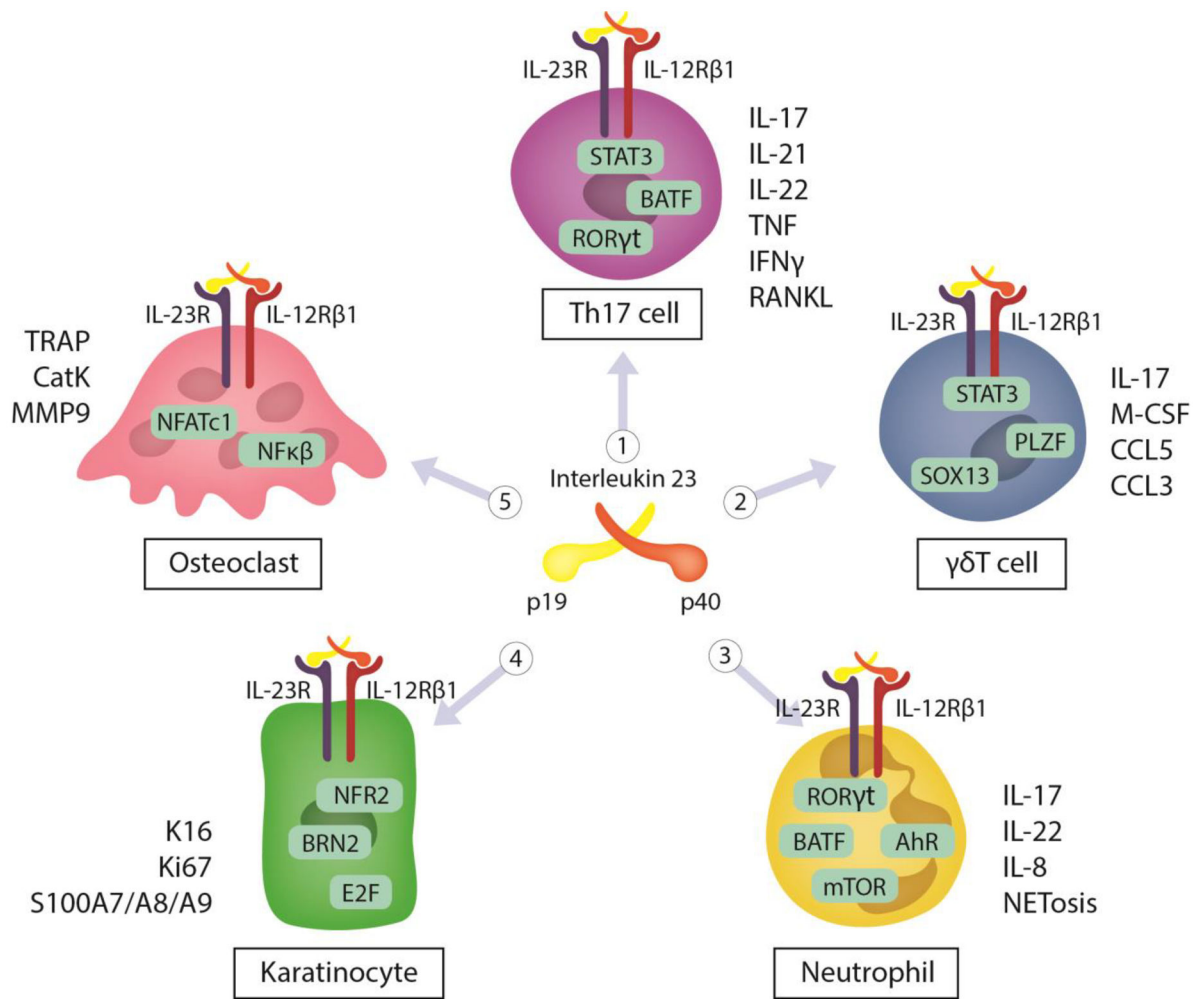 IL-23R
IL-12Rβ1
STAT3
BATF
RORγt
IL-17
IL-21
IL-22
TNF
IFNγ
RANKL
Th17 cell
IL-23R
IL-12Rβ1
TRAP
CatK
MMP9
NFATc1
NFκβ
Osteoclast
IL-23R
IL-12Rβ1
STAT3
PLZF
SOX13
IL-17
M-CSF
CCL5
CCL3
γδT cell
1
Interleukin 23
5
2
p19
p40
4
3
IL-23R
IL-12Rβ1
NFR2
BRN2
E2F
K16
Ki67
S100A7/A8/A9
Karatinocyte
IL-23R
IL-12Rβ1
RORγt
BATF
AhR
mTOR
IL-17
IL-22
IL-8
NETosis
Neutrophil